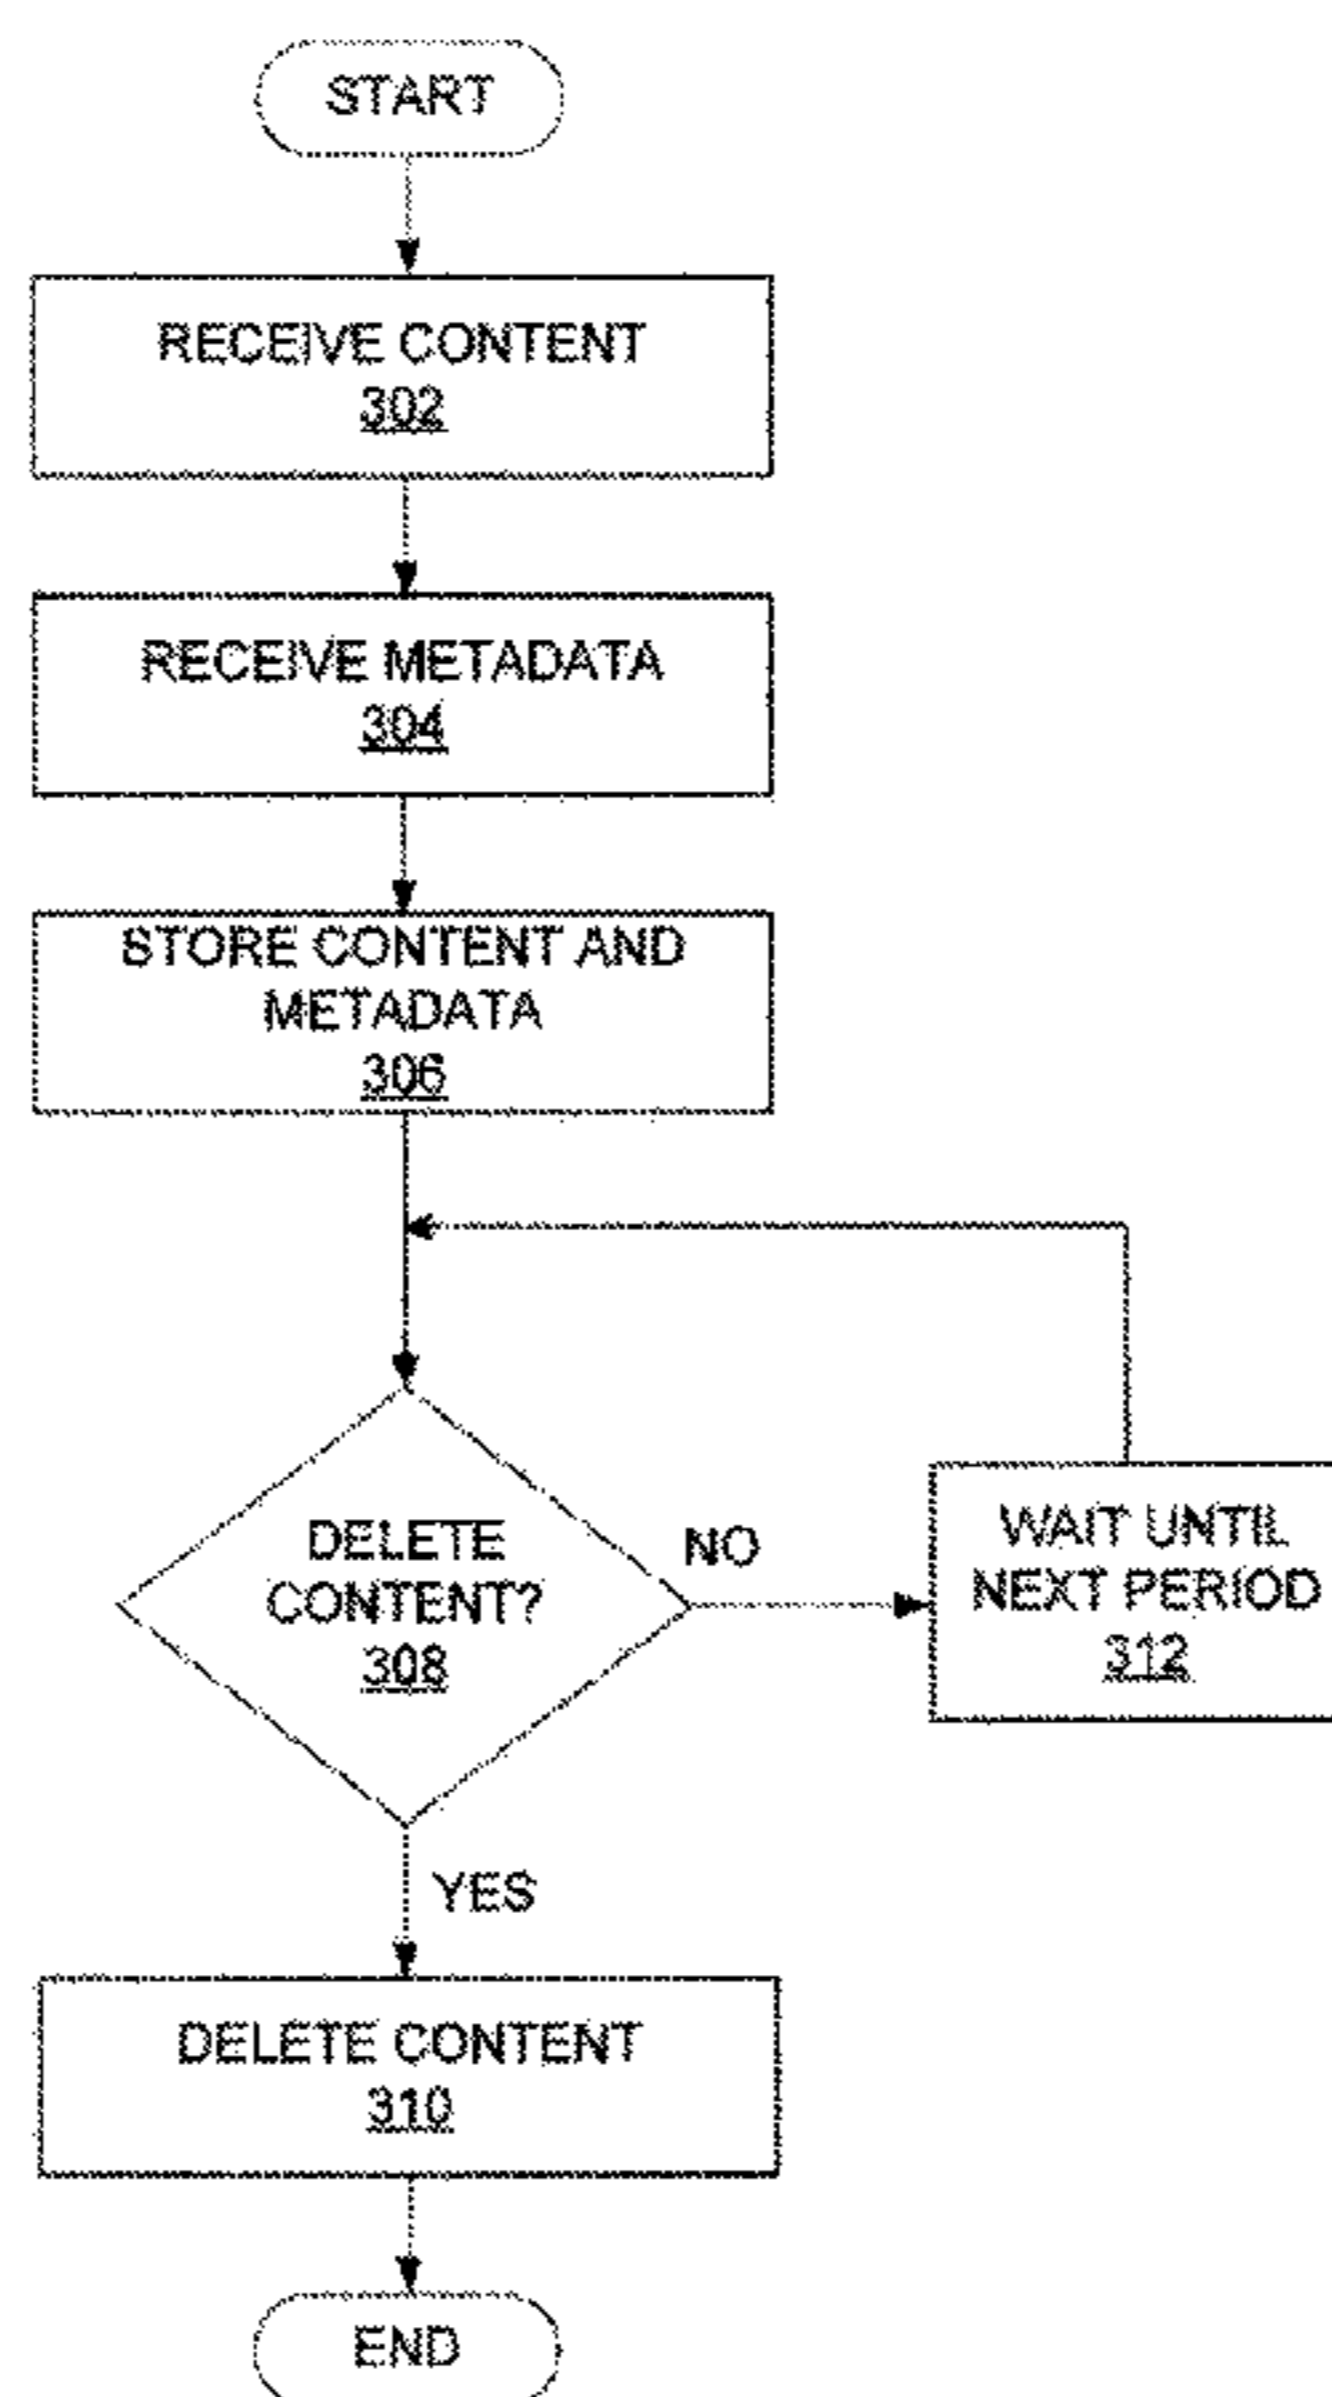 START
RECEIVE CONTENT
302
RECEIVE METADATA
304
STORE CONTENT AND
METADATA
306
DELETE
CONTENT?
308
NO
WAIT UNTIL
NEXT PERIOD
312
YES
DELETE CONTENT
310
END